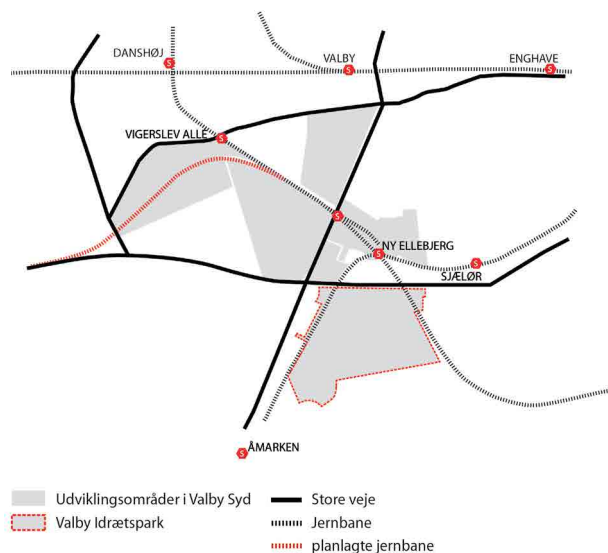 DANSHØJ
VALBY
ENGHAVE
VIGERSLEV ALLÉ
NY ELLEBJERG
SJÆLØR
ÅMARKEN
Udviklingsområder i Valby Syd
Store veje
Valby Idrætspark
Jernbane
planlagte jernbane